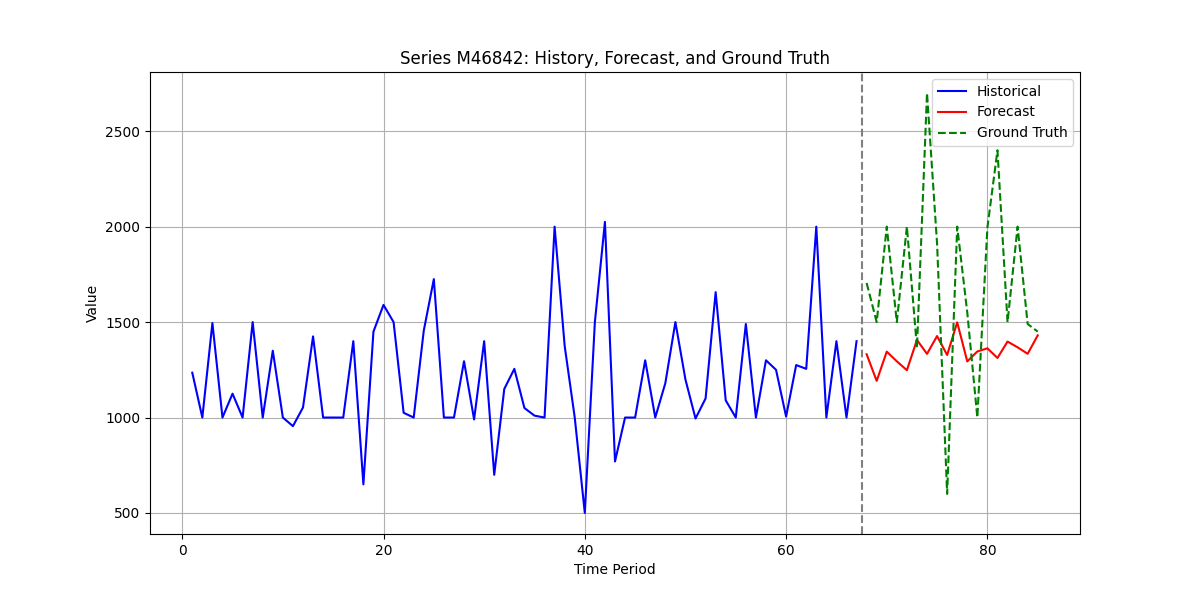 Series M46842: History, Forecast, and Ground Truth
Historical
Forecast
Ground Truth
2500
2000
1500
1000
500
Value
0 20 40 60 80
Time Period